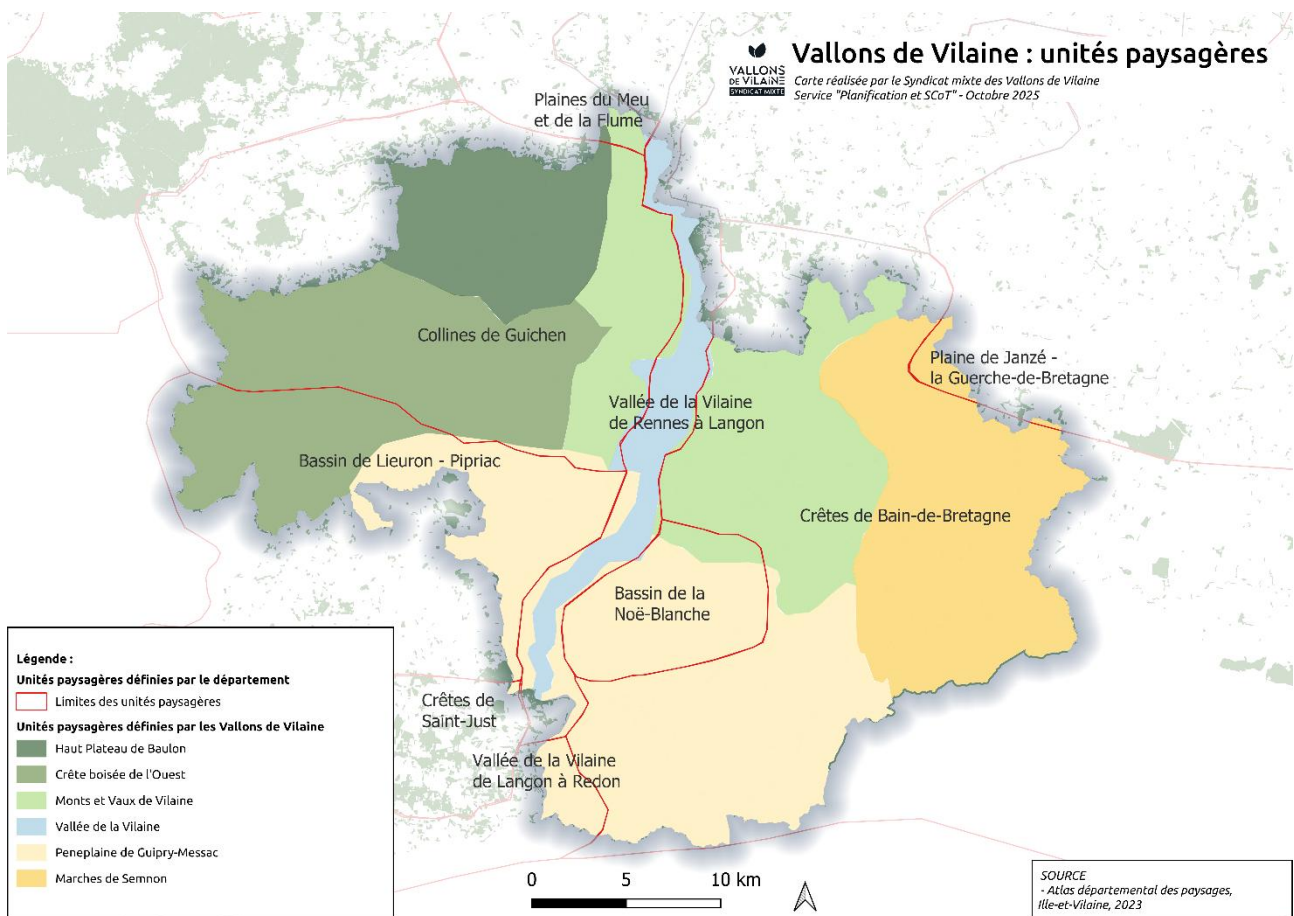 Vallons de Vilaine : unités paysagères
VALLONS
DE VILAINE
SYNDICAT MIXTE
Carte réalisée par le Syndicat mixte des Vallons de Vilaine
Service "Planification et SCoT" - Octobre 2025
Plaines du Meu
et de la Flume
Collines de Guichen
Plaine de Janzé -
la Guerche-de-Bretagne
Vallée de la Vilaine
de Rennes à Langon
Bassin de Lieuron - Pipriac
Crêtes de Bain-de-Bretagne
Bassin de la
Noë-Blanche
Crêtes de
Saint-Just
Vallée de la Vilaine
de Langon à Redon
Légende :
Unités paysagères définies par le département
Limites des unités paysagères
Unités paysagères définies par les Vallons de Vilaine
Haut Plateau de Baulon
Crête boisée de l'Ouest
Monts et Vaux de Vilaine
Vallée de la Vilaine
Peneplaine de Guipry-Messac
Marches de Semnon
0 5 10 km
SOURCE
- Atlas départemental des paysages,
Ille-et-Vilaine, 2023